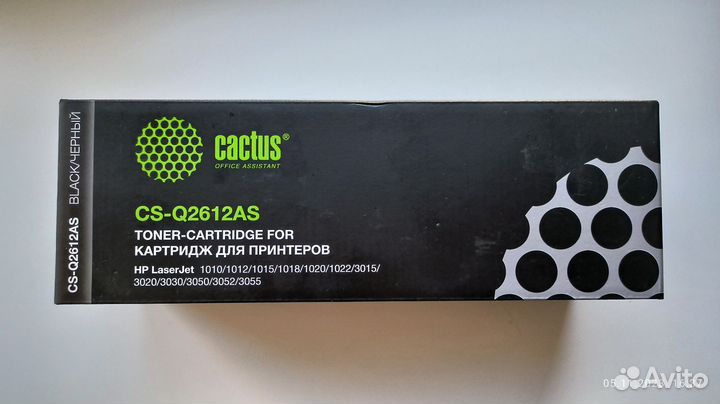 CS-Q2612AS BLACK/ЧЕРНЫЙ
cactus®
OFFICE ASSISTANT
CS-Q2612AS
TONER-CARTRIDGE FOR
КАРТРИДЖ ДЛЯ ПРИНТЕРОВ
HP LaserJet 1010/1012/1015/1018/1020/1022/3015/
3020/3030/3050/3052/3055
Avito